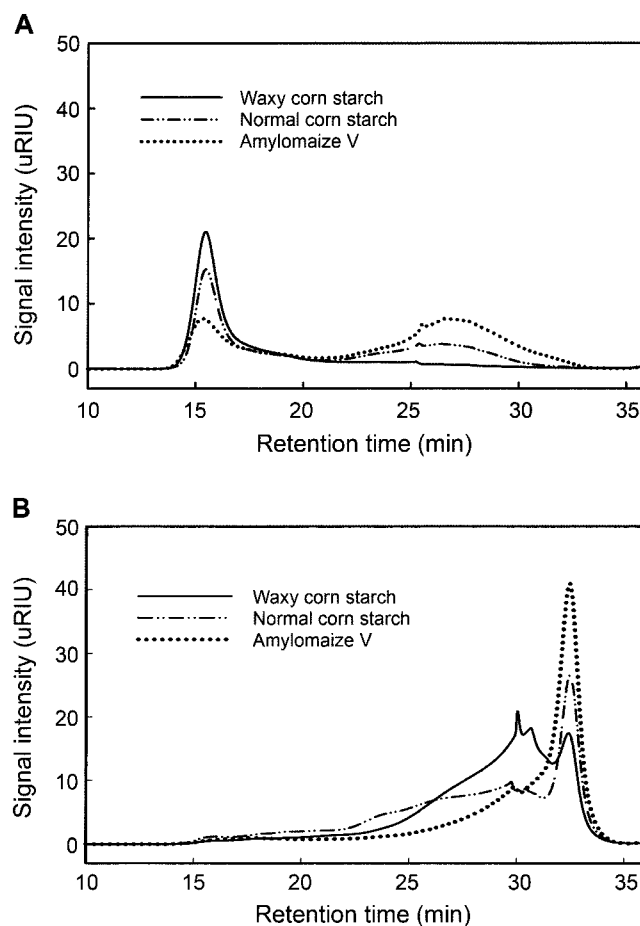 A
50
40
30
20
10
0
Signal intensity (uRIU)
Waxy corn starch
Normal corn starch
Amylomaize V
10 15 20 25 30 35
Retention time (min)
B
50
40
30
20
10
0
Signal intensity (uRIU)
Waxy corn starch
Normal corn starch
Amylomaize V
10 15 20 25 30 35
Retention time (min)